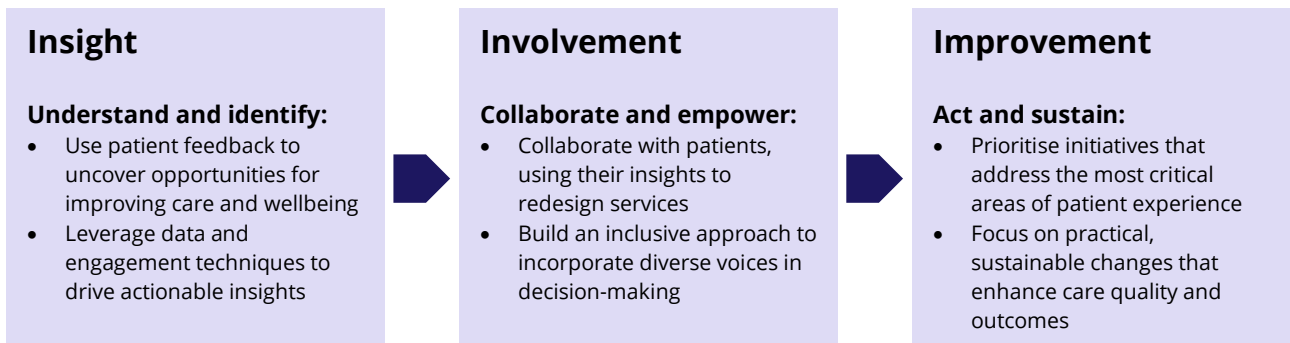 Insight
Understand and identify:
• Use patient feedback to
uncover opportunities for
improving care and wellbeing
• Leverage data and
engagement techniques to
drive actionable insights
Involvement
Collaborate and empower:
• Collaborate with patients,
using their insights to
redesign services
• Build an inclusive approach to
incorporate diverse voices in
decision-making
Improvement
Act and sustain:
• Prioritise initiatives that
address the most critical
areas of patient experience
• Focus on practical,
sustainable changes that
enhance care quality and
outcomes